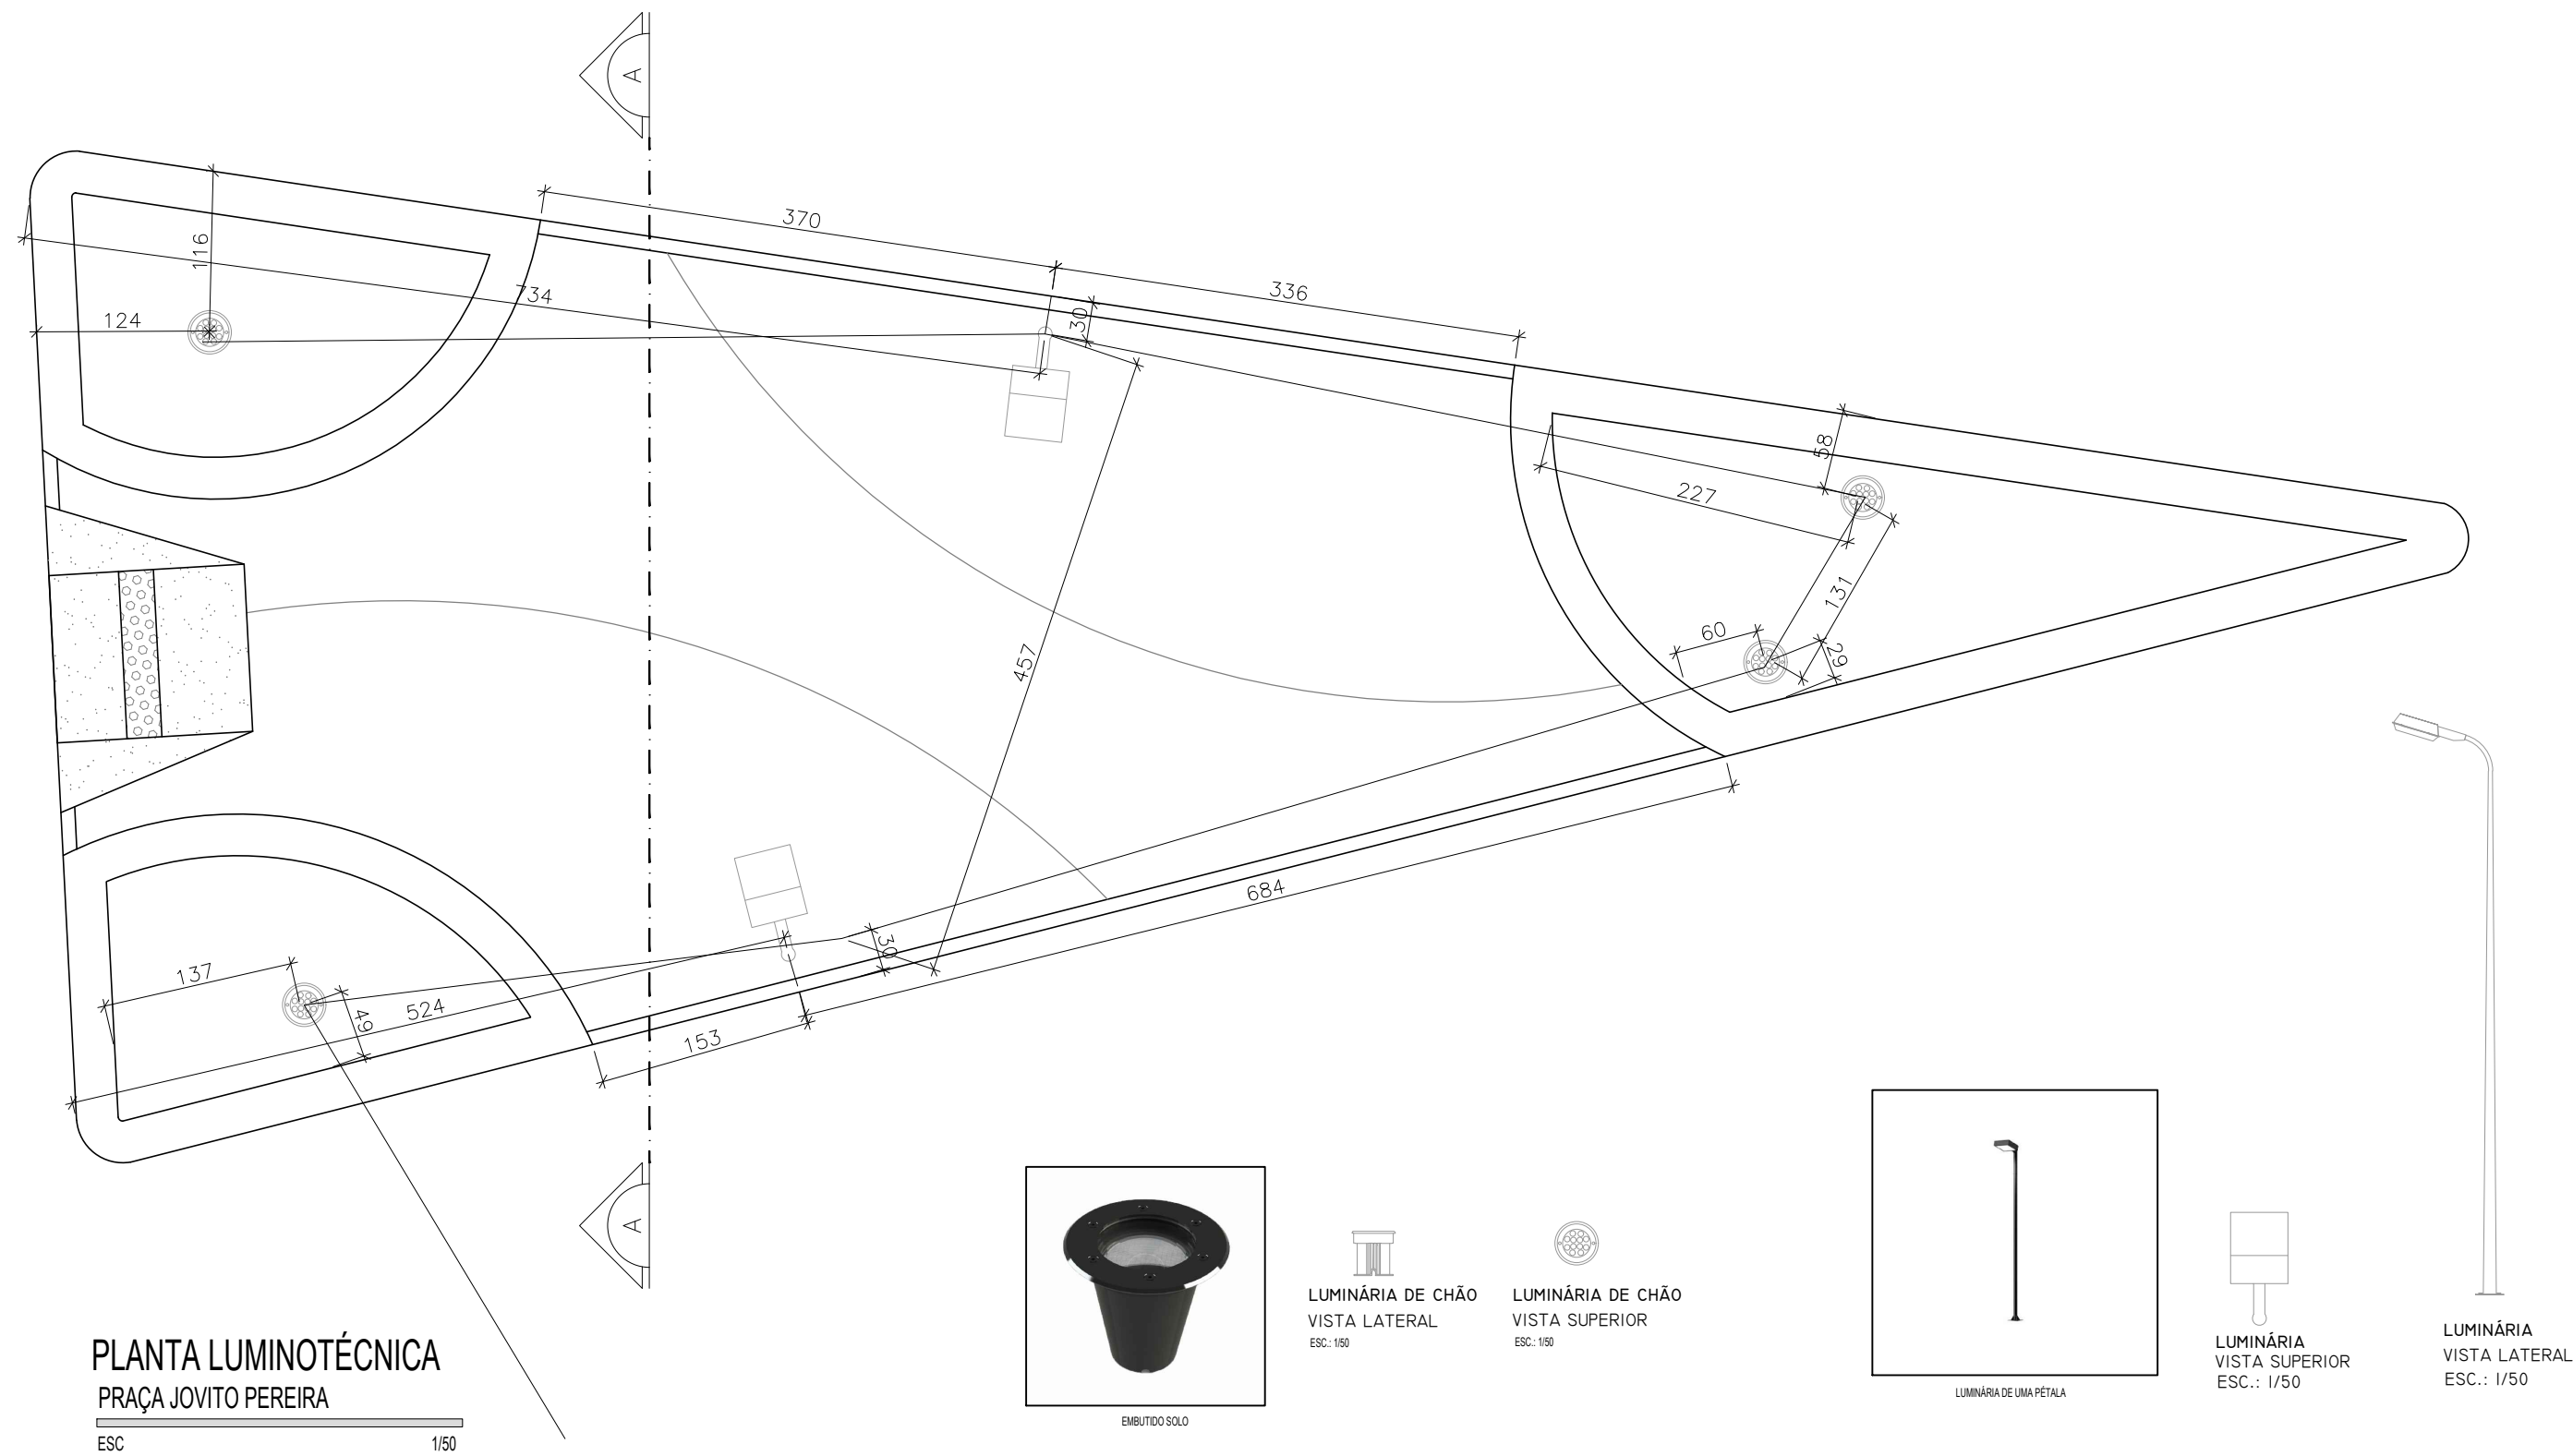 A
370
116
734
336
124
30
58
227
131
60
29
457
684
30
137
524
49
153
A
LUMINÁRIA DE CHÃO
VISTA LATERAL
ESC.: 1/50
LUMINÁRIA DE CHÃO
VISTA SUPERIOR
ESC.: 1/50
EMBUTIDO SOLO
LUMINÁRIA DE UMA PÉTALA
LUMINÁRIA
VISTA SUPERIOR
ESC.: 1/50
LUMINÁRIA
VISTA LATERAL
ESC.: 1/50
PLANTA LUMINOTÉCNICA
PRAÇA JOVITO PEREIRA
ESC 1/50